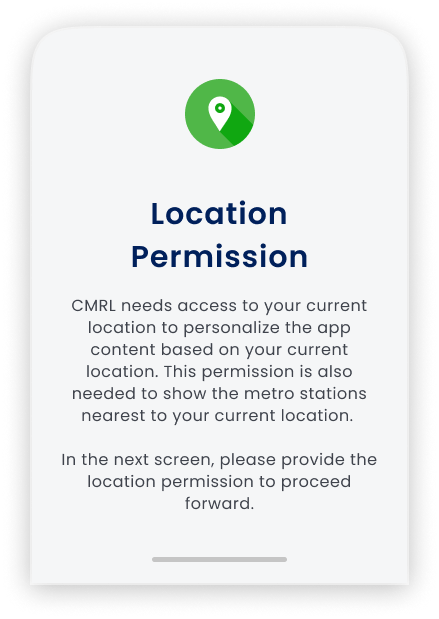 Location
Permission
CMRL needs access to your current
location to personalize the app
content based on your current
location. This permission is also
needed to show the metro stations
nearest to your current location.
In the next screen, please provide the
location permission to proceed
forward.